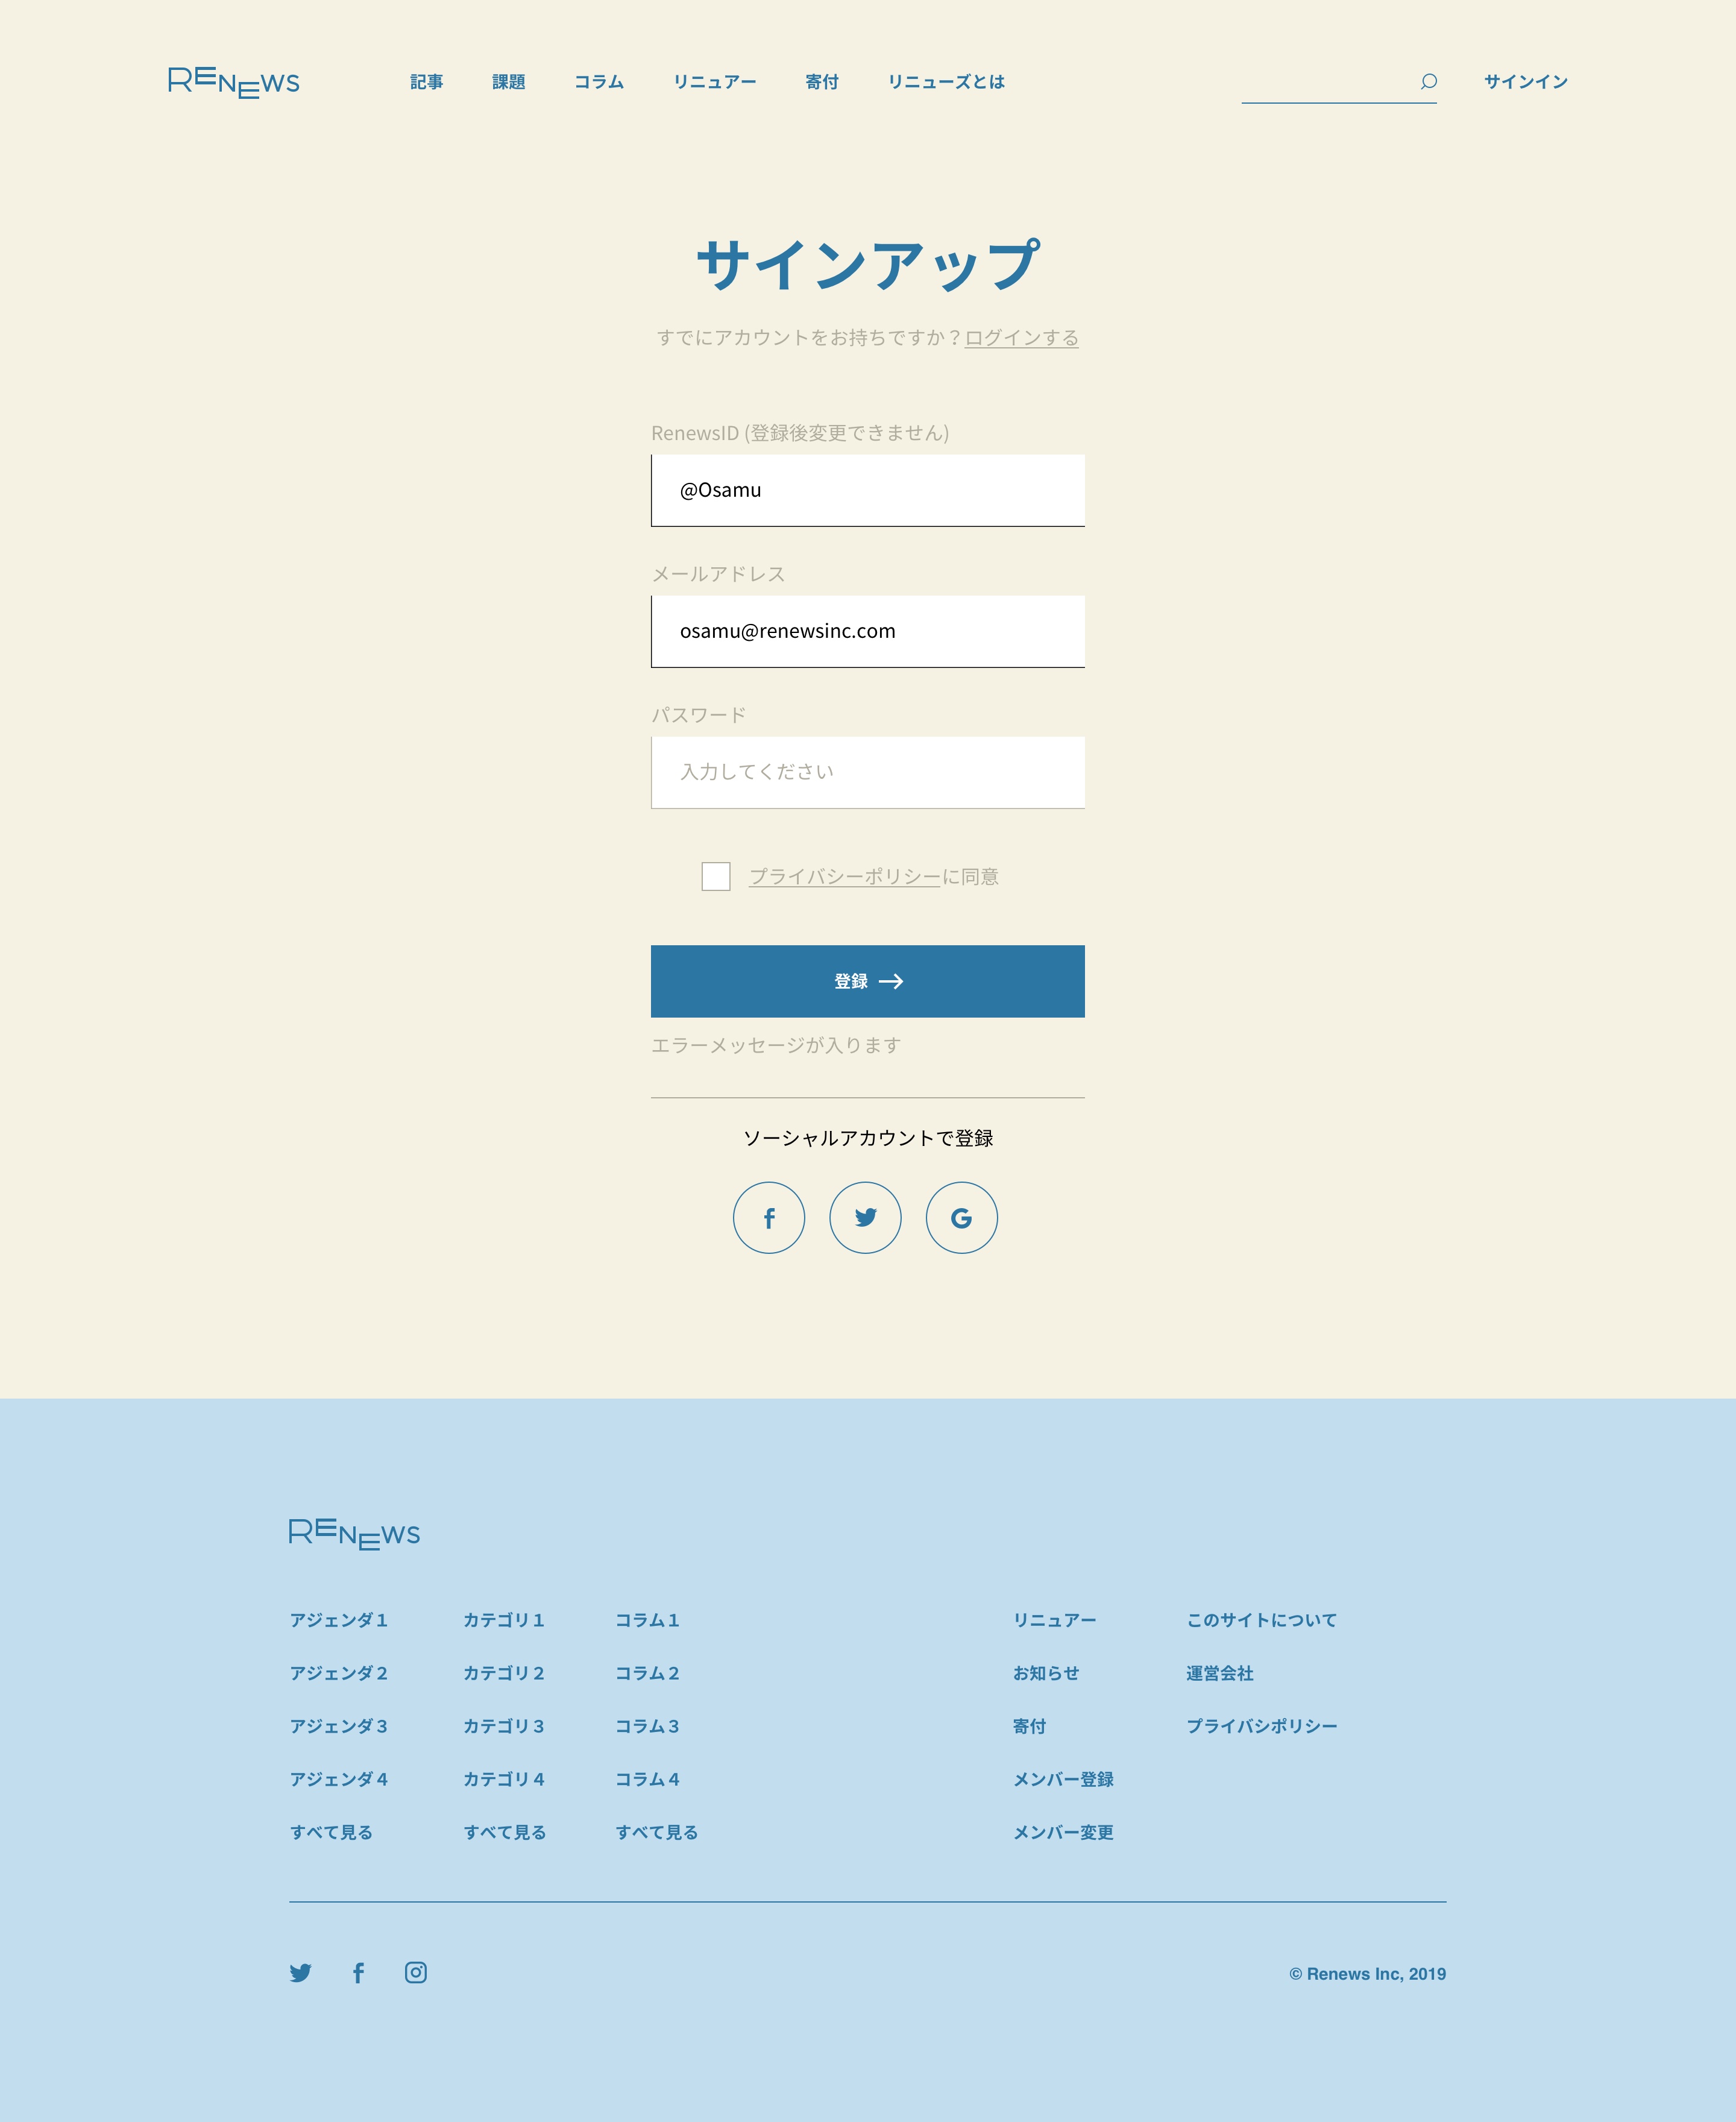 RENEWS
記事 課題 コラム リニュアー 寄付 リニューズとは サインイン
サインアップ
すでにアカウントをお持ちですか？ログインする
RenewsID (登録後変更できません)
@Osamu
メールアドレス
osamu@renewsinc.com
パスワード
入力してください
プライバシーポリシーに同意
登録
エラーメッセージが入ります
ソーシャルアカウントで登録
RENEWS
アジェンダ１ カテゴリ１ コラム１ リニュアー このサイトについて
アジェンダ２ カテゴリ２ コラム２ お知らせ 運営会社
アジェンダ３ カテゴリ３ コラム３ 寄付 プライバシポリシー
アジェンダ４ カテゴリ４ コラム４ メンバー登録
すべて見る すべて見る すべて見る メンバー変更
© Renews Inc, 2019